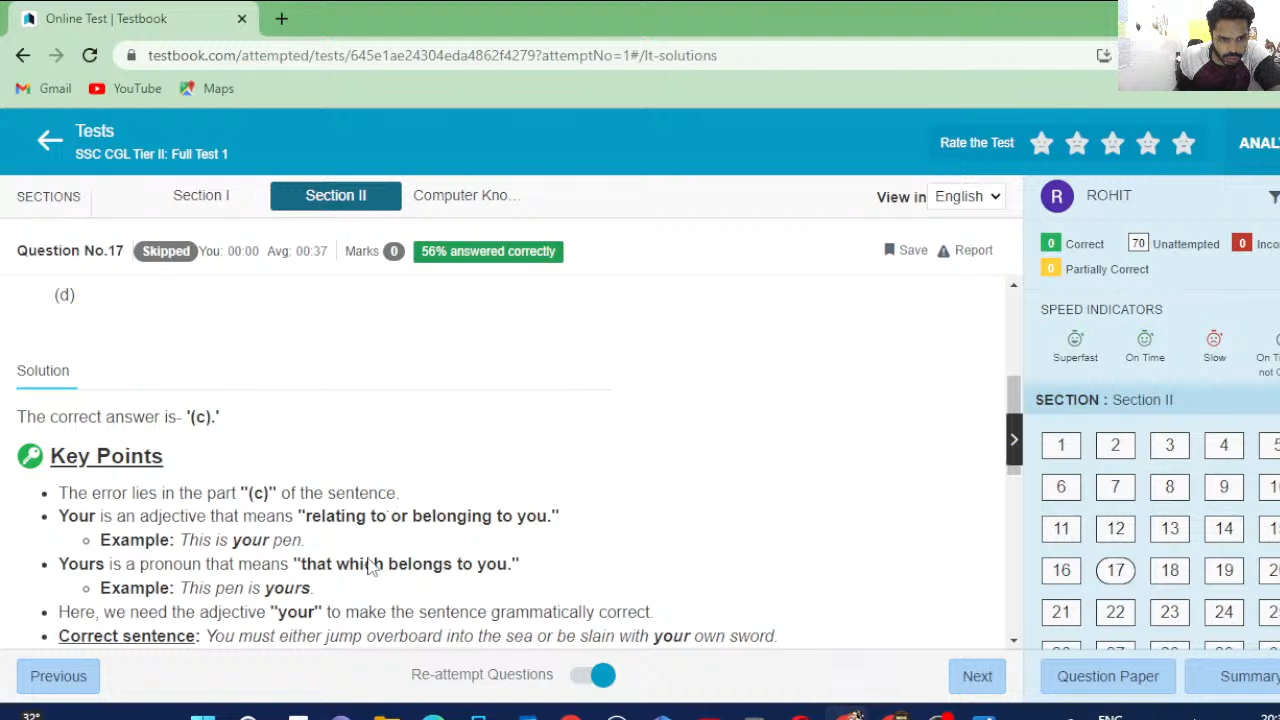 Online Test | Testbook
testbook.com/attempted/tests/645e1ae24304eda4862f4279?attemptNo=1#/lt-solutions
Gmail YouTube Maps
Tests
SSC CGL Tier II: Full Test 1
Rate the Test
SECTIONS Section I Section II Computer Kno... View in English
R ROHIT
Question No.17 Skipped You: 00:00 Avg: 00:37 Marks 0 56% answered correctly Save Report
0 Correct 70 Unattempted 0
0 Partially Correct
(d)
SPEED INDICATORS
Superfast On Time Slow
Solution
SECTION : Section II
The correct answer is- '(c).'
Key Points
The error lies in the part "(c)" of the sentence.
Your is an adjective that means "relating to or belonging to you."
Example: This is your pen.
Yours is a pronoun that means "that which belongs to you."
Example: This pen is yours.
Here, we need the adjective "your" to make the sentence grammatically correct.
Correct sentence: You must either jump overboard into the sea or be slain with your own sword.
1 2 3 4
6 7 8 9
11 12 13 14
16 17 18 19
21 22 23 24
Previous Re-attempt Questions Next Question Paper Summary
32° ENG